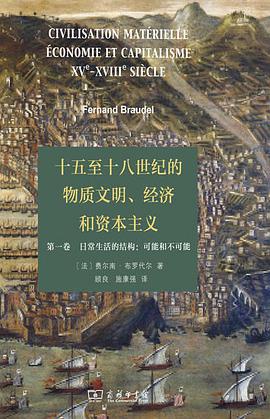 CIVILISATION MATÉRIELLE
ÉCONOMIE ET CAPITALISME
XVe-XVIIIe SIÈCLE
Fernand Braudel
十五至十八世纪的
物质文明、经济
和资本主义
第一卷 日常生活的结构：可能和不可能
［法］费尔南·布罗代尔 著
顾良 施康强 译
商务印书馆